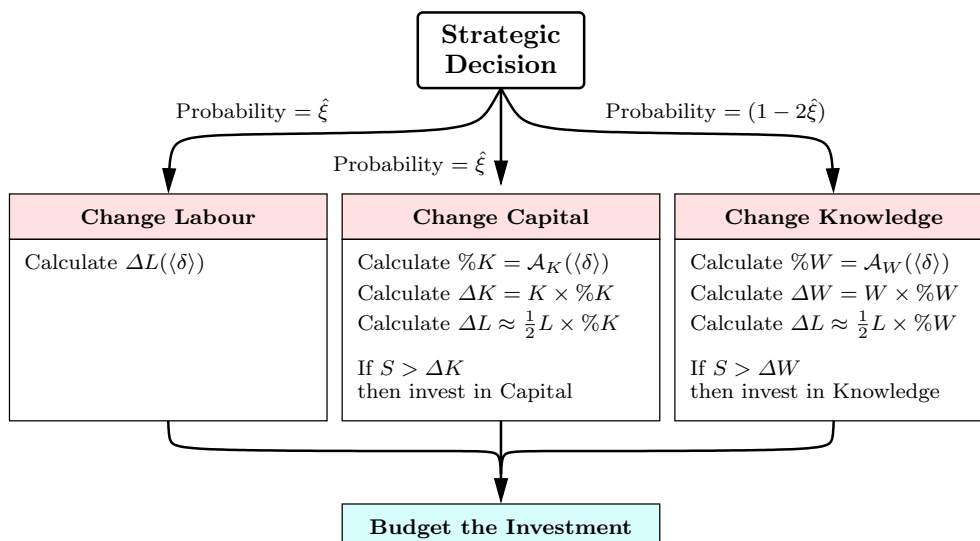 Strategic
Decision
Probability = ξ̂
Probability = (1 − 2ξ̂)
Probability = ξ̂
Change Labour
Calculate ΔL(⟨δ⟩)
Change Capital
Calculate %K = 𝒜_K(⟨δ⟩)
Calculate ΔK = K × %K
Calculate ΔL ≈ ½L × %K
If S > ΔK
then invest in Capital
Change Knowledge
Calculate %W = 𝒜_W(⟨δ⟩)
Calculate ΔW = W × %W
Calculate ΔL ≈ ½L × %W
If S > ΔW
then invest in Knowledge
Budget the Investment